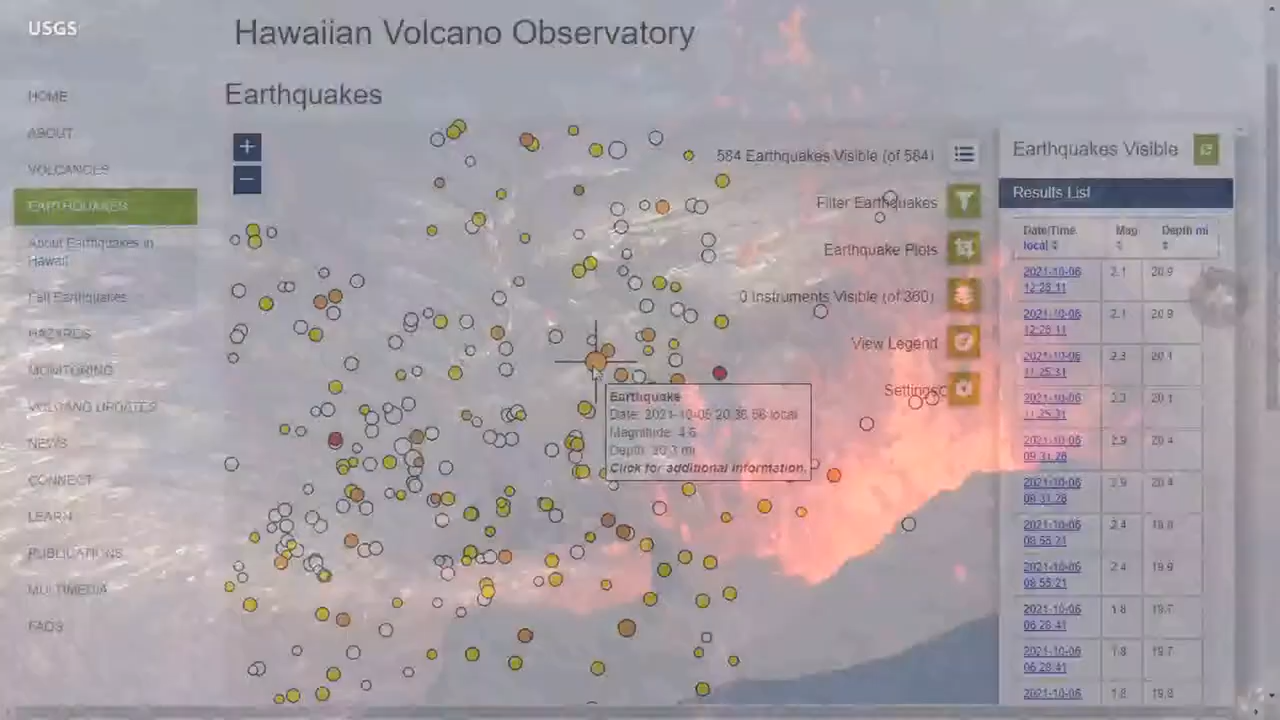 USGS
Hawaiian Volcano Observatory
Earthquakes
HOME
ABOUT
VOLCANOES
EARTHQUAKES
About Earthquakes in
Hawaii
Felt Earthquakes
HAZARDS
MONITORING
VOLCANO UPDATES
NEWS
CONNECT
LEARN
PUBLICATIONS
MULTIMEDIA
FAQS
+
−
584 Earthquakes Visible (of 584)
Filter Earthquakes
Earthquake Plots
0 Instruments Visible (of 360)
View Legend
Settings
Earthquake
Date: 2021-10-05 20:36:56 local
Magnitude: 4.6
Depth: 20.3 mi
Click for additional information.
Earthquakes Visible
Results List
Date/Time Mag Depth mi
local
2021-10-06 2.1 20.9
12:28:11
2021-10-06 2.1 20.9
12:28:11
2021-10-06 2.3 20.1
11:25:31
2021-10-06 2.3 20.1
11:25:31
2021-10-06 2.9 20.4
09:31:28
2021-10-06 2.9 20.4
09:31:28
2021-10-06 2.4 19.9
08:55:21
2021-10-06 2.4 19.9
08:55:21
2021-10-06 1.8 19.7
06:28:41
2021-10-06 1.8 19.7
06:28:41
2021-10-06 1.8